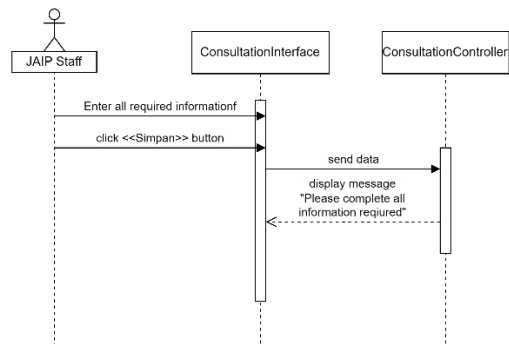 JAIP Staff
ConsultationInterface
ConsultationController
Enter all required informationf
click <<Simpan>> button
send data
display message
"Please complete all
information reqiured"